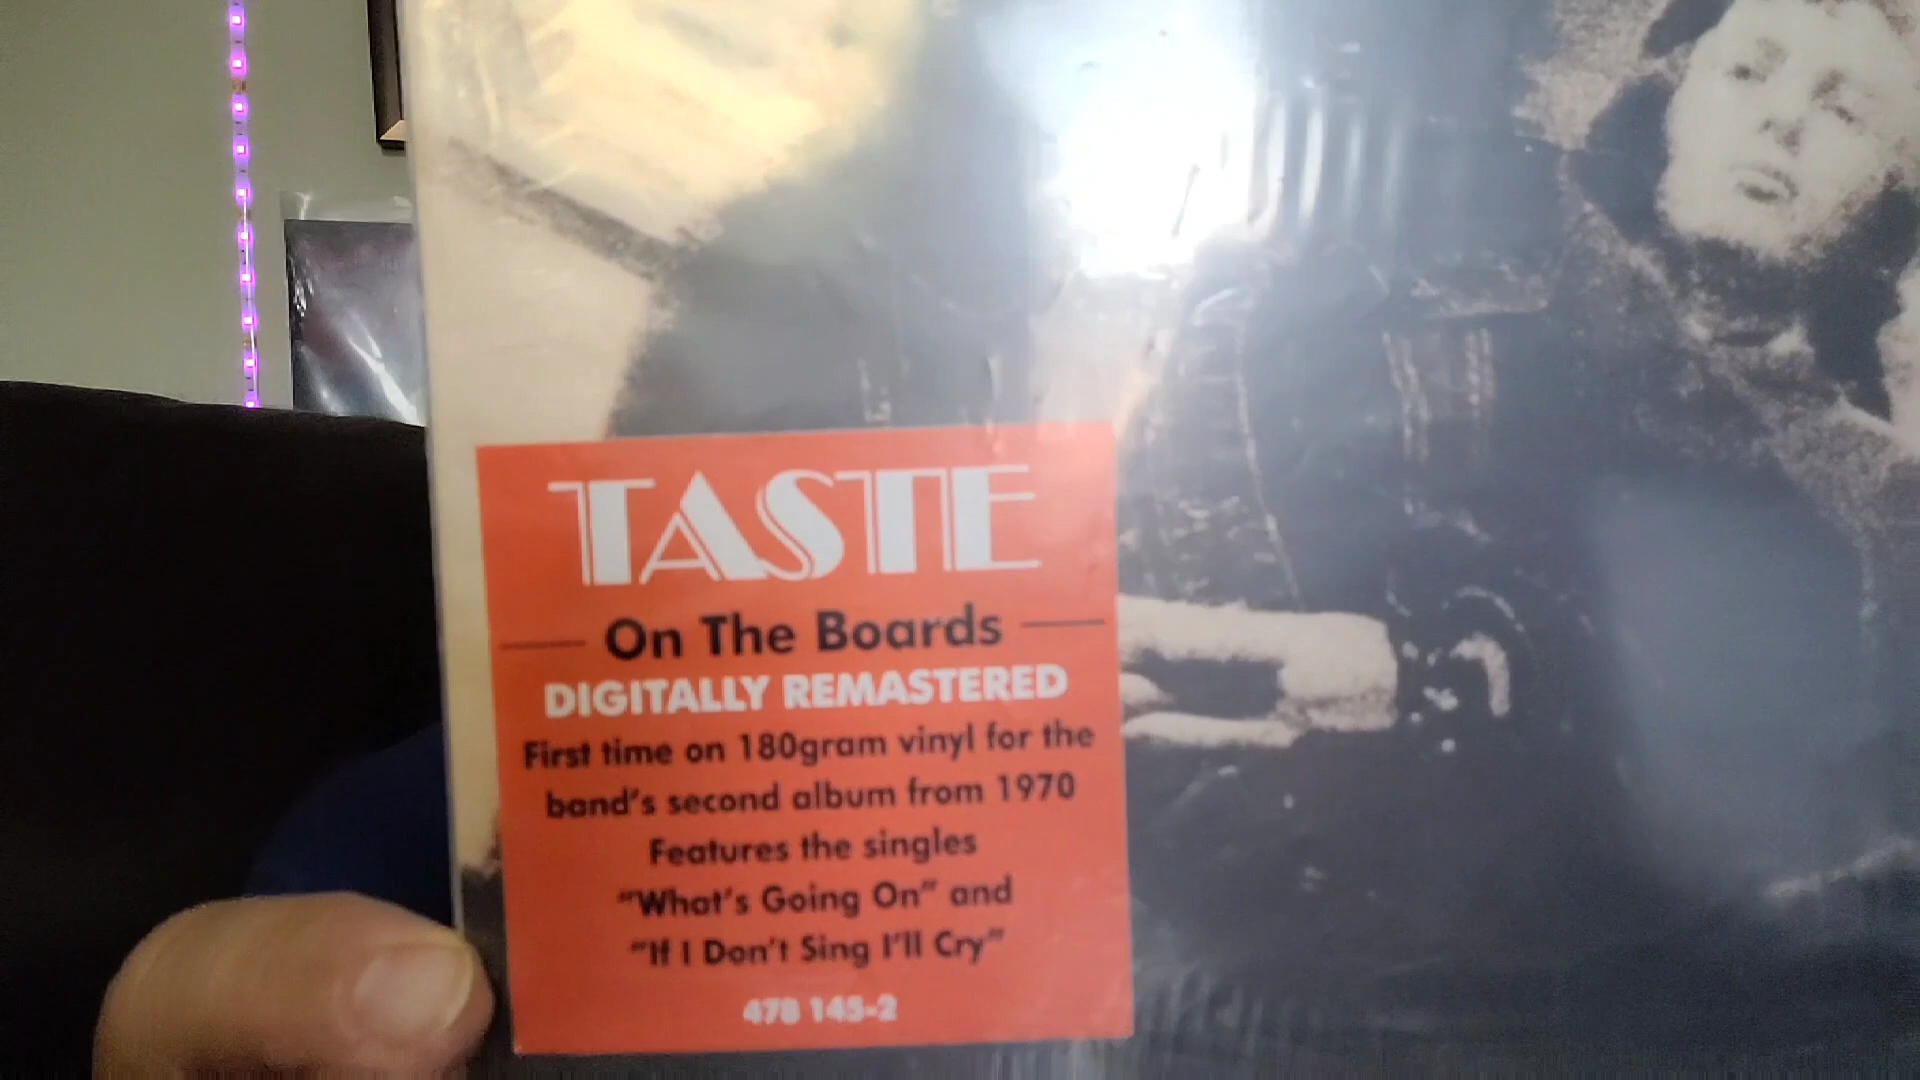 TASTE
On The Boards
DIGITALLY REMASTERED
First time on 180gram vinyl for the
band's second album from 1970
Features the singles
"What's Going On" and
"If I Don't Sing I'll Cry"
478 145-2